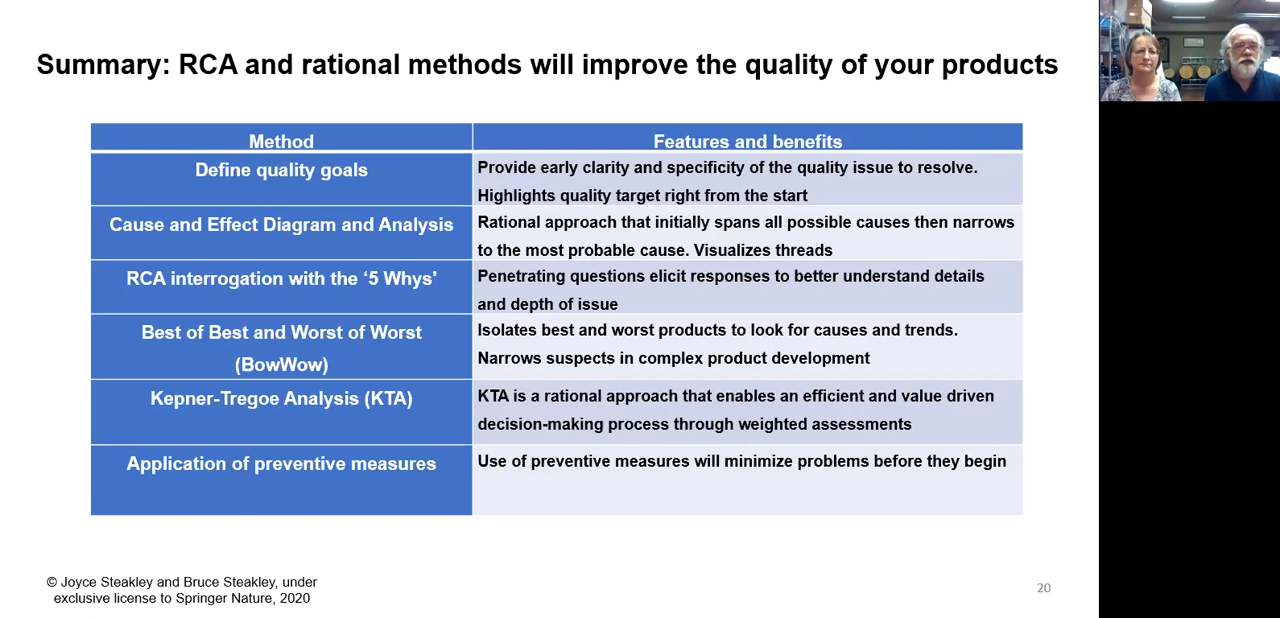 Summary: RCA and rational methods will improve the quality of your products
Method
Features and benefits
Define quality goals
Provide early clarity and specificity of the quality issue to resolve.
Highlights quality target right from the start
Cause and Effect Diagram and Analysis
Rational approach that initially spans all possible causes then narrows
to the most probable cause. Visualizes threads
RCA interrogation with the ‘5 Whys'
Penetrating questions elicit responses to better understand details
and depth of issue
Best of Best and Worst of Worst
(BowWow)
Isolates best and worst products to look for causes and trends.
Narrows suspects in complex product development
Kepner-Tregoe Analysis (KTA)
KTA is a rational approach that enables an efficient and value driven
decision-making process through weighted assessments
Application of preventive measures
Use of preventive measures will minimize problems before they begin
© Joyce Steakley and Bruce Steakley, under
exclusive license to Springer Nature, 2020
20